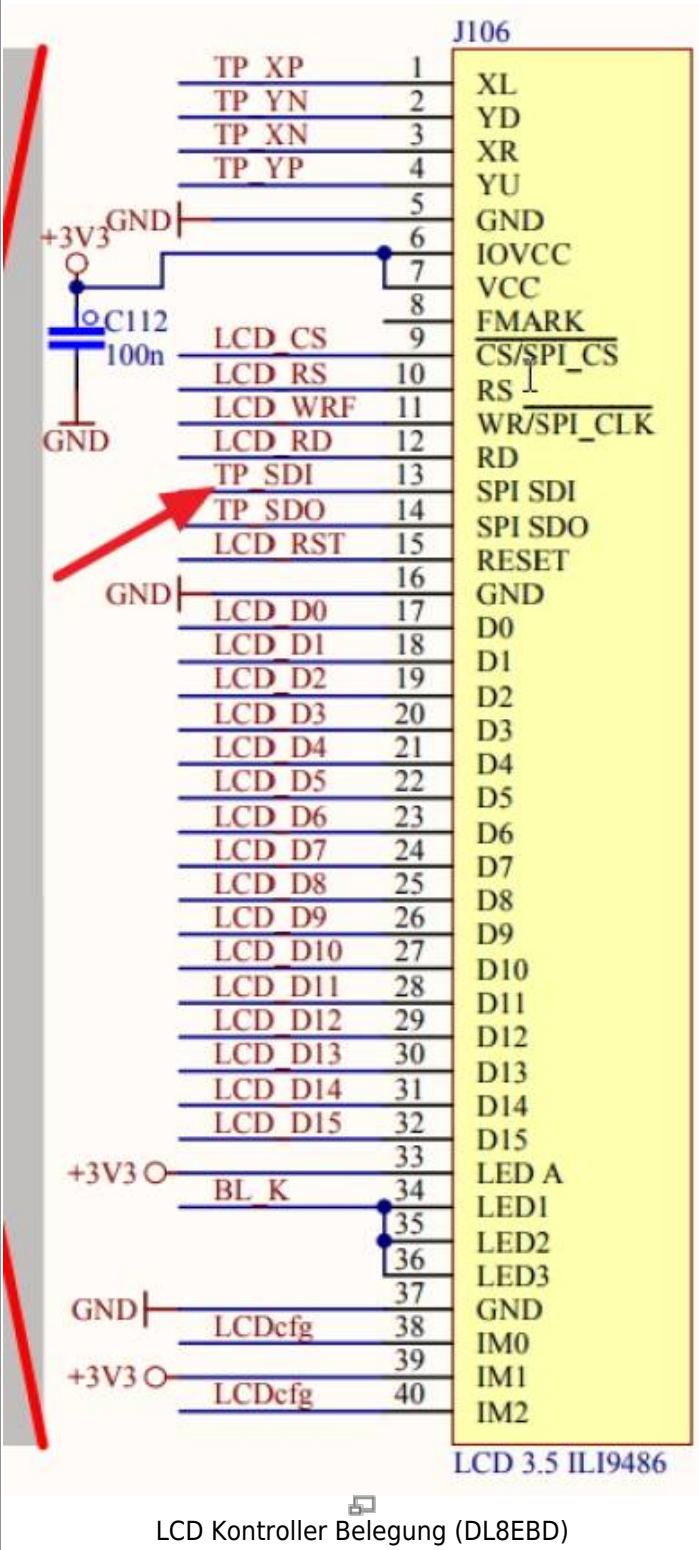 J106
TP_XP 1 XL
TP_YN 2 YD
TP_XN 3 XR
TP_YP 4 YU
GND 5 GND
+3V3 6 IOVCC
7 VCC
8 FMARK
C112
100n
GND
LCD_CS 9 CS/SPI_CS
LCD_RS 10 RS
LCD_WRF 11 WR/SPI_CLK
LCD_RD 12 RD
TP_SDI 13 SPI SDI
TP_SDO 14 SPI SDO
LCD_RST 15 RESET
GND 16 GND
LCD_D0 17 D0
LCD_D1 18 D1
LCD_D2 19 D2
LCD_D3 20 D3
LCD_D4 21 D4
LCD_D5 22 D5
LCD_D6 23 D6
LCD_D7 24 D7
LCD_D8 25 D8
LCD_D9 26 D9
LCD_D10 27 D10
LCD_D11 28 D11
LCD_D12 29 D12
LCD_D13 30 D13
LCD_D14 31 D14
LCD_D15 32 D15
+3V3 33 LED A
BL_K 34 LED1
35 LED2
36 LED3
GND 37 GND
LCDcfg 38 IM0
+3V3 39 IM1
LCDcfg 40 IM2
LCD 3.5 ILI9486
LCD Kontroller Belegung (DL8EBD)